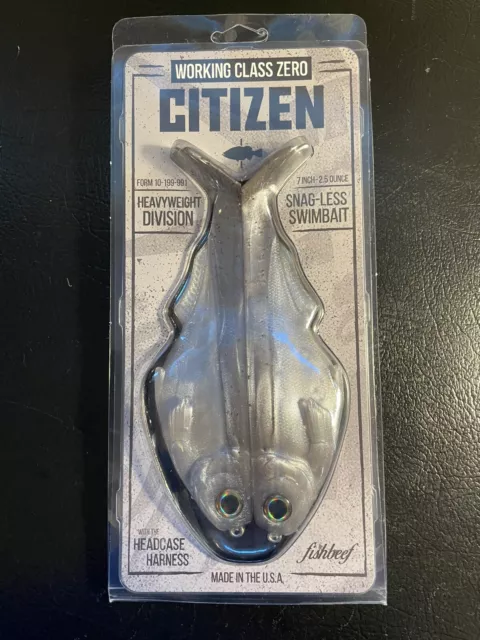 WORKING CLASS ZERO
CITIZEN
FORM 10-199-991
HEAVYWEIGHT
DIVISION
7 INCH-2.5 OUNCE
SNAG-LESS
SWIMBAIT
WITH THE
HEADCASE
HARNESS
fishbeef
MADE IN THE U.S.A.